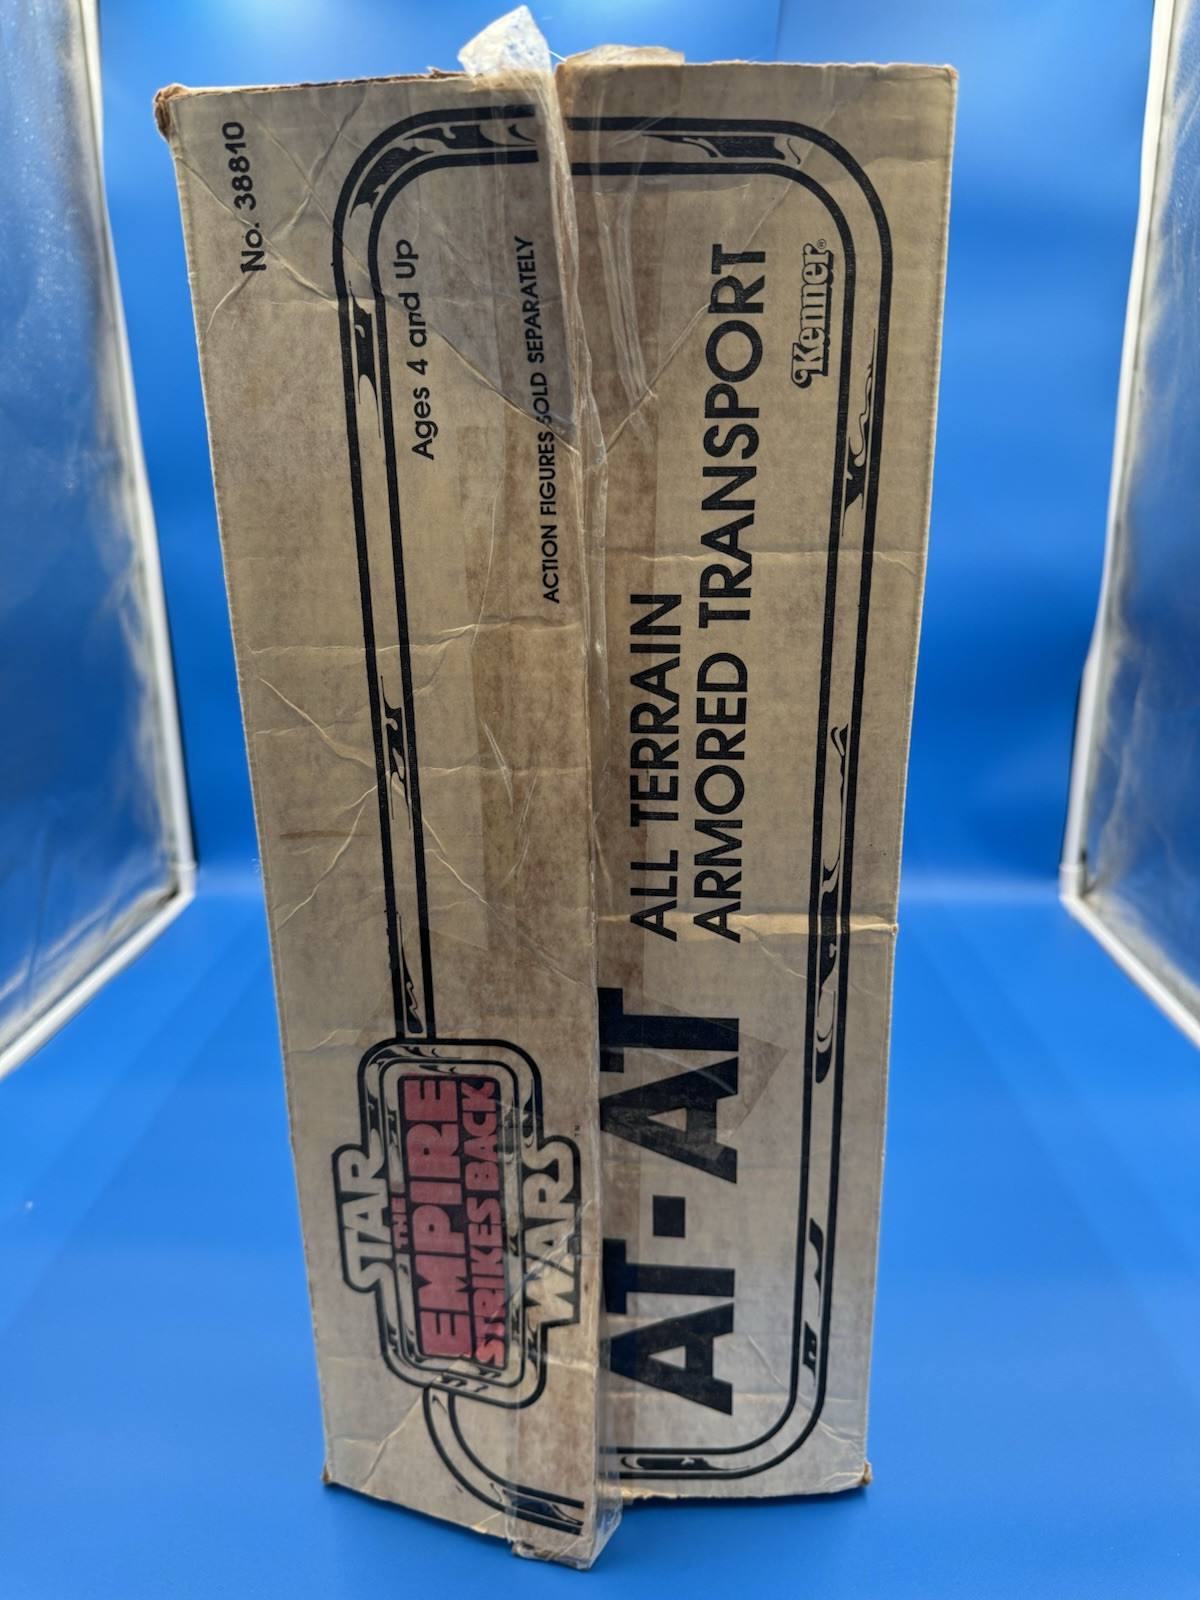 No. 38810
Ages 4 and Up
ACTION FIGURES SOLD SEPARATELY
STAR
THE
EMPIRE
STRIKES BACK
WARS™
AT-AT
ALL TERRAIN
ARMORED TRANSPORT
Kenner®